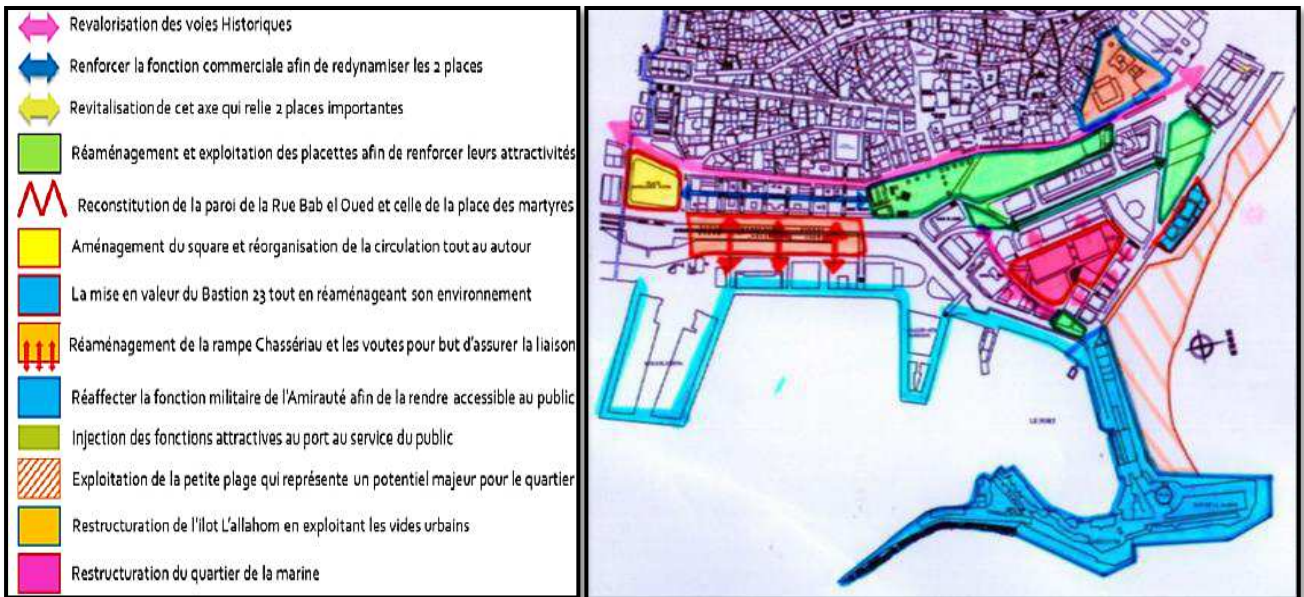 Revalorisation des voies Historiques
Renforcer la fonction commerciale afin de redynamiser les 2 places
Revitalisation de cet axe qui relie 2 places importantes
Réaménagement et exploitation des placettes afin de renforcer leurs attractivités
Reconstitution de la paroi de la Rue Bab el Oued et celle de la place des martyres
Aménagement du square et réorganisation de la circulation tout au autour
La mise en valeur du Bastion 23 tout en réaménageant son environnement
Réaménagement de la rampe Chassériau et les voutes pour but d'assurer la liaison
Réaffecter la fonction militaire de l'Amirauté afin de la rendre accessible au public
Injection des fonctions attractives au port au service du public
Exploitation de la petite plage qui représente un potentiel majeur pour le quartier
Restructuration de l'ilot L'allahom en exploitant les vides urbains
Restructuration du quartier de la marine
LE PORT